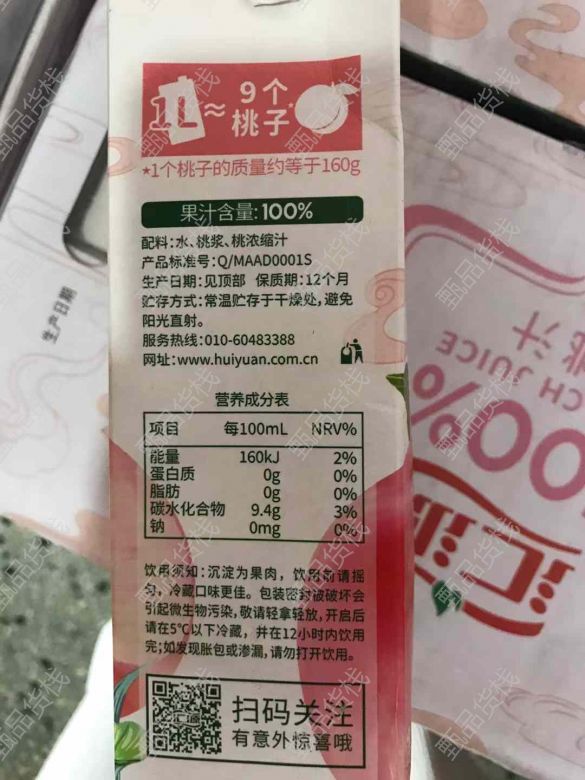 1L≈ 9个
桃子*
*1个桃子的质量约等于160g
果汁含量:100%
配料:水、桃浆、桃浓缩汁
产品标准号:Q/MAAD0001S
生产日期:见顶部 保质期:12个月
贮存方式:常温贮存于干燥处,避免
阳光直射。
服务热线:010-60483388
网址:www.huiyuan.com.cn
营养成分表
项目 每100mL NRV%
能量 160kJ 2%
蛋白质 0g 0%
脂肪 0g 0%
碳水化合物 9.4g 3%
钠 0mg 0%
饮用须知:沉淀为果肉,饮用前请摇
匀,冷藏口味更佳。包装密封被破坏会
引起微生物污染,敬请轻拿轻放,开启后
请在5℃以下冷藏,并在12小时内饮用
完;如发现胀包或渗漏,请勿打开饮用。
汇源
扫码关注
有意外惊喜哦
生产日期
桃汁
CH JUICE
00%
汇
甄品货栈